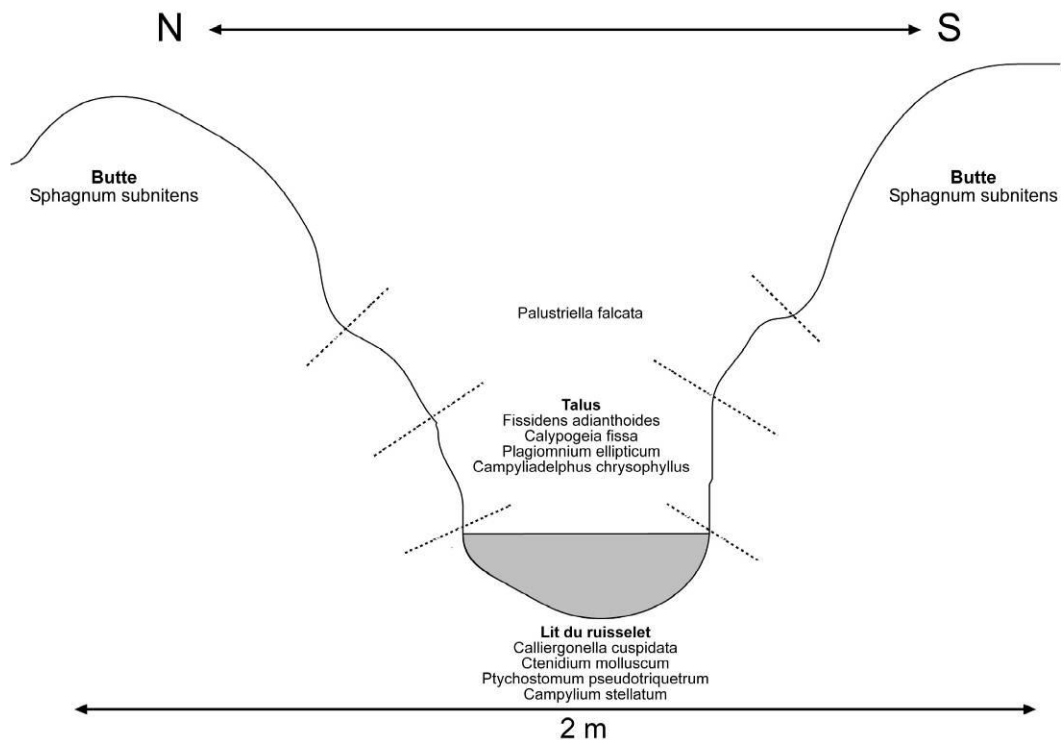 N S
Butte
Sphagnum subnitens
Butte
Sphagnum subnitens
Palustriella falcata
Talus
Fissidens adianthoides
Calypogeia fissa
Plagiomnium ellipticum
Campyliadelphus chrysophyllus
Lit du ruisselet
Calliergonella cuspidata
Ctenidium molluscum
Ptychostomum pseudotriquetrum
Campylium stellatum
2 m